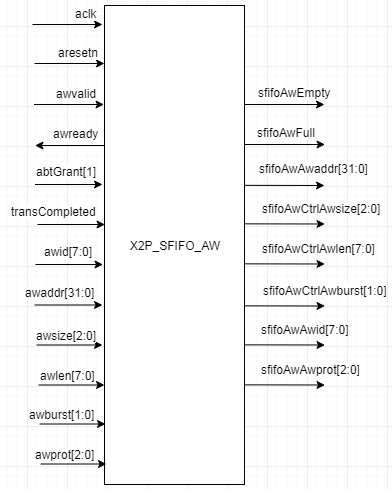 aclk
aresetn
awvalid
awready
abtGrant[1]
transCompleted
awid[7:0]
awaddr[31:0]
awsize[2:0]
awlen[7:0]
awburst[1:0]
awprot[2:0]
X2P_SFIFO_AW
sfifoAwEmpty
sfifoAwFull
sfifoAwAwaddr[31:0]
sfifoAwCtrlAwsize[2:0]
sfifoAwCtrlAwlen[7:0]
sfifoAwCtrlAwburst[1:0]
sfifoAwAwid[7:0]
sfifoAwAwprot[2:0]